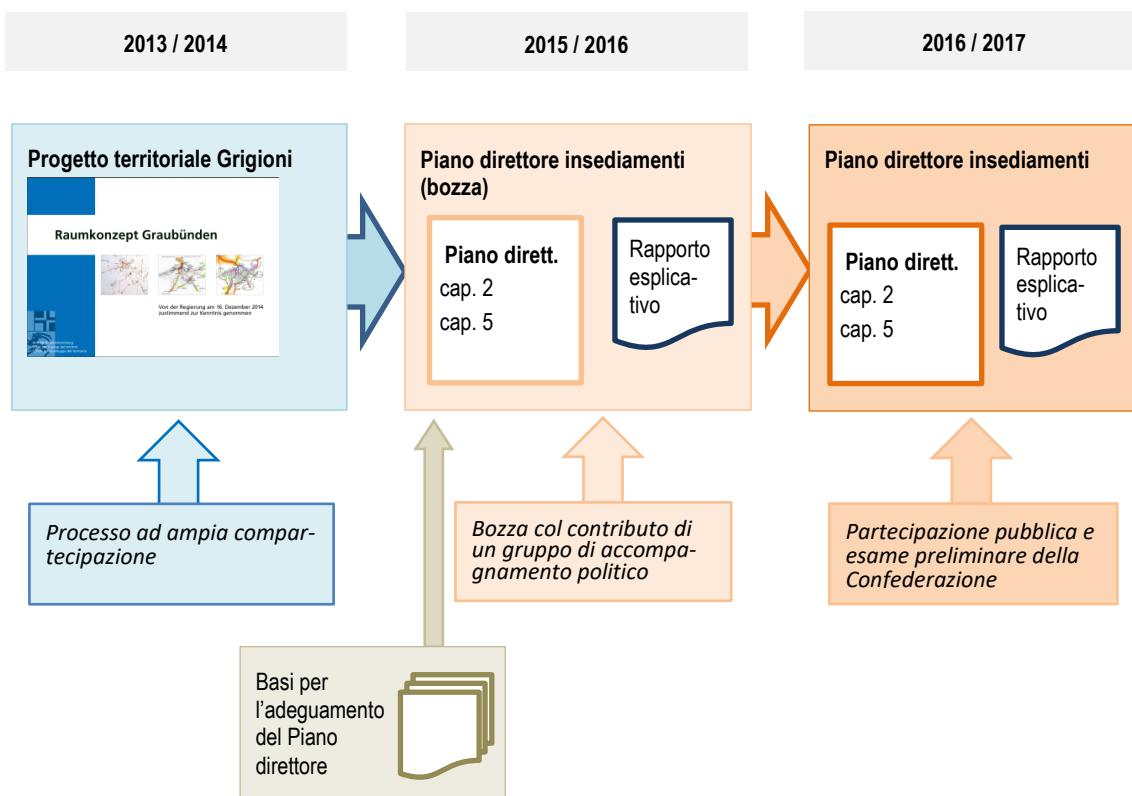 2013 / 2014
2015 / 2016
2016 / 2017
Progetto territoriale Grigioni
Raumkonzept Graubünden
Von der Regierung am 16. Dezember 2014
zustimmend zur Kenntnis genommen
Piano direttore insediamenti
(bozza)
Piano dirett.
cap. 2
cap. 5
Rapporto
esplica-
tivo
Piano direttore insediamenti
Piano dirett.
cap. 2
cap. 5
Rapporto
esplica-
tivo
Processo ad ampia compar-
tecipazione
Bozza col contributo di
un gruppo di accompa-
gnamento politico
Partecipazione pubblica e
esame preliminare della
Confederazione
Basi per
l'adeguamento
del Piano
direttore